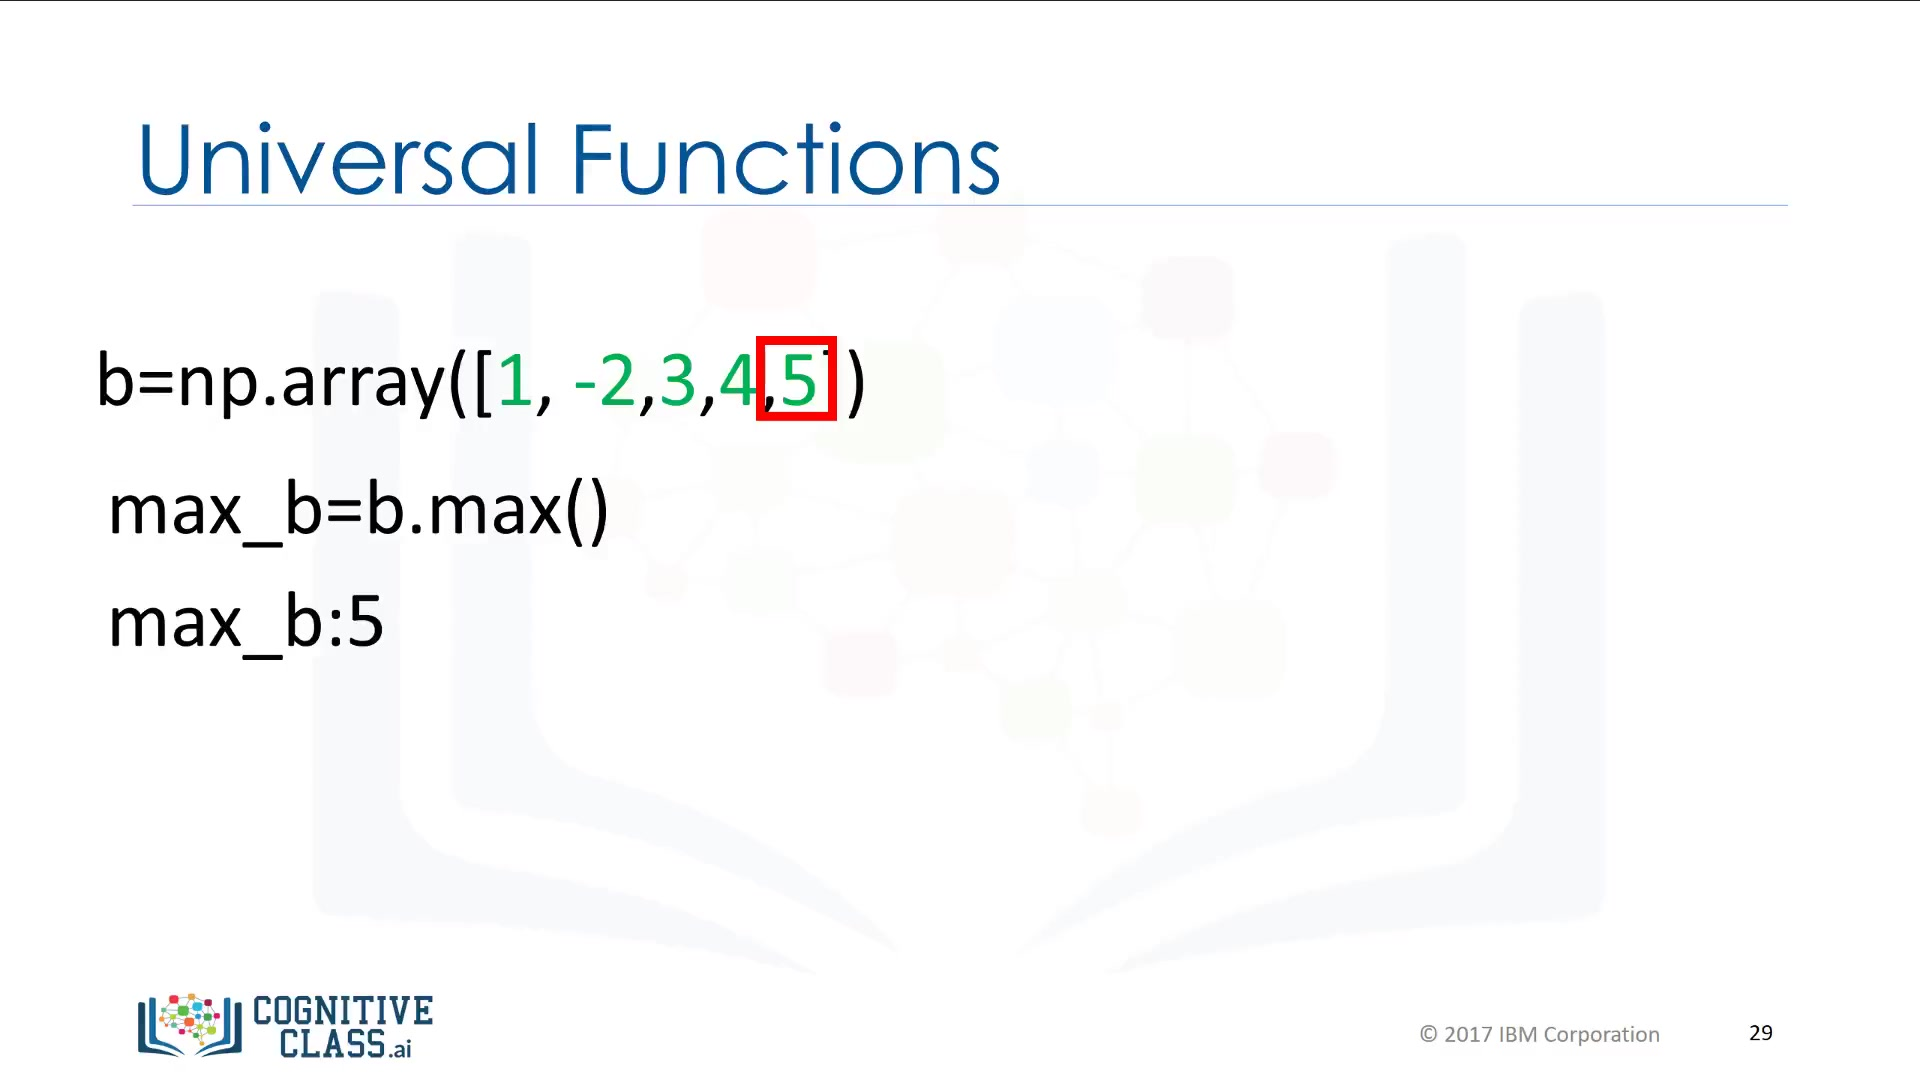 Universal Functions
b=np.array([1, -2,3,4,5])
max_b=b.max()
max_b:5
COGNITIVE
CLASS.ai
© 2017 IBM Corporation
29